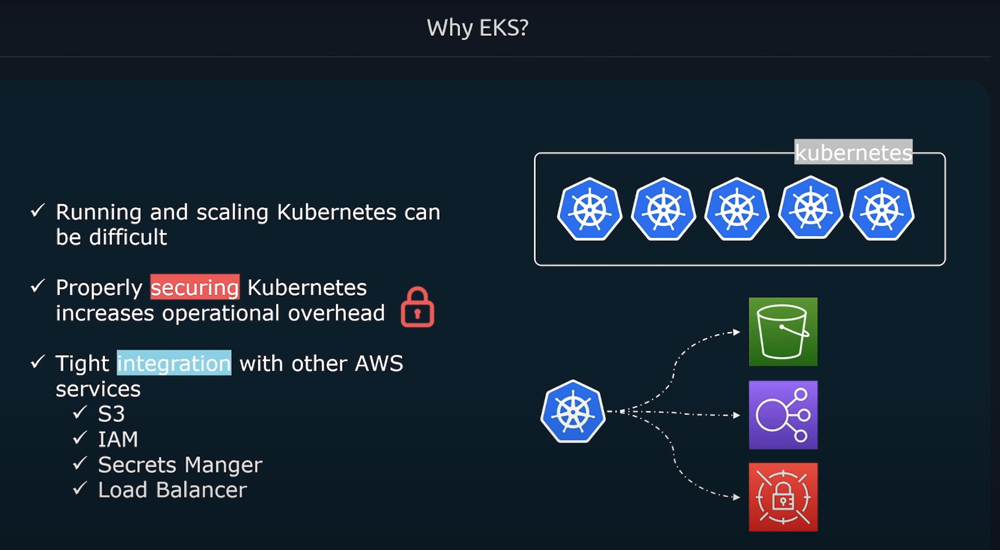 Why EKS?
kubernetes
Running and scaling Kubernetes can
be difficult
Properly securing Kubernetes
increases operational overhead
Tight integration with other AWS
services
S3
IAM
Secrets Manger
Load Balancer